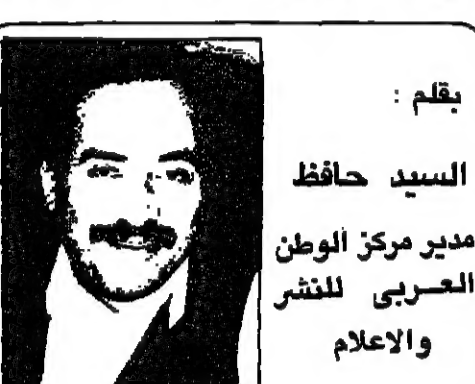 بقلم :
السيد حافظ
مدير مركز الوطن
العربى للنشر
والاعلام